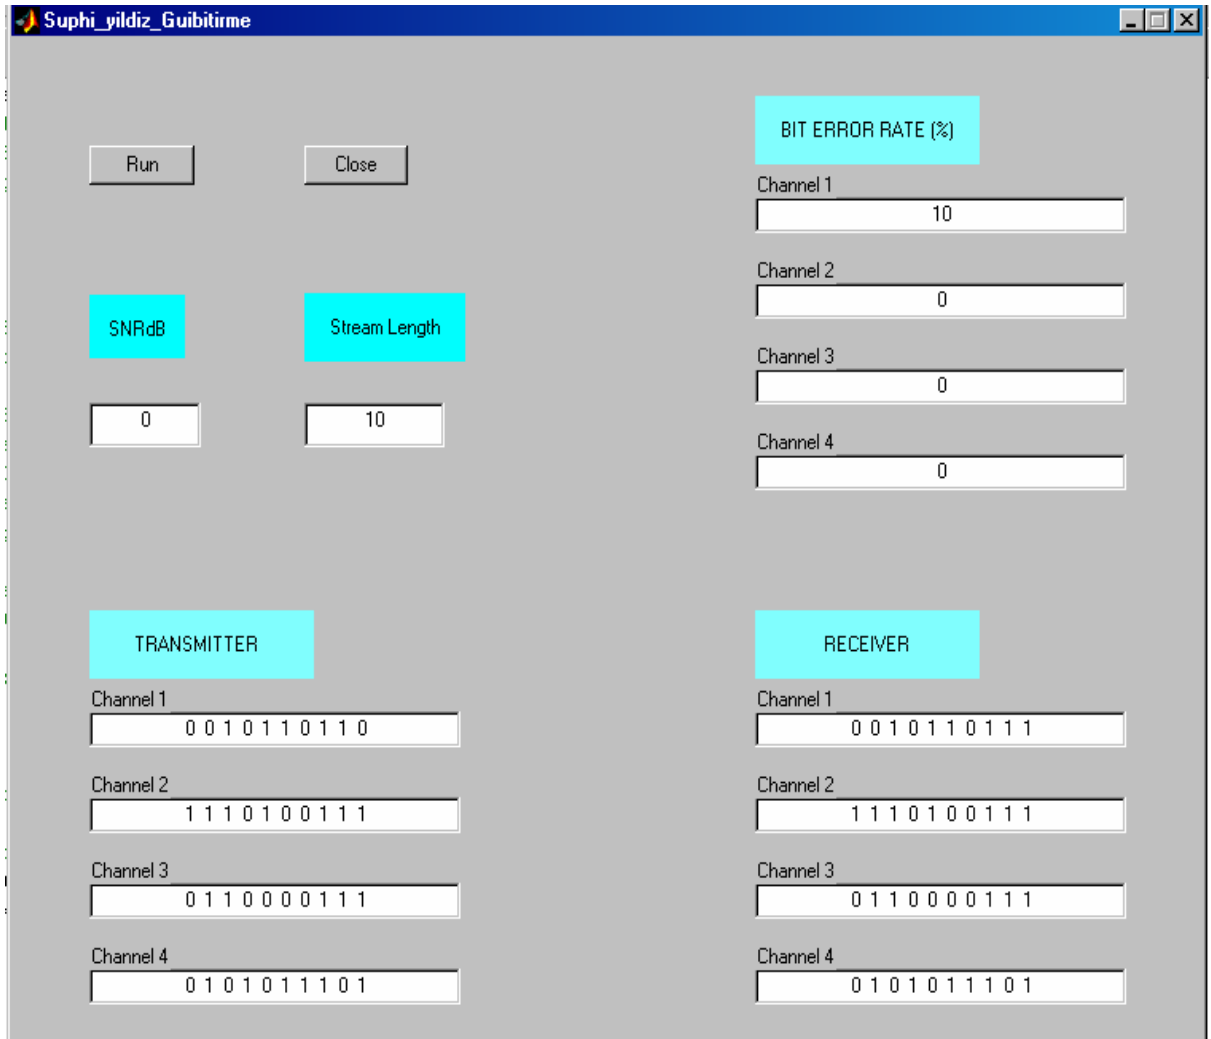 Suphi_yildiz_Guibitirme
Run
Close
SNRdB
Stream Length
0
10
BIT ERROR RATE (%)
Channel 1
10
Channel 2
0
Channel 3
0
Channel 4
0
TRANSMITTER
Channel 1
0 0 1 0 1 1 0 1 1 0
Channel 2
1 1 1 0 1 0 0 1 1 1
Channel 3
0 1 1 0 0 0 0 1 1 1
Channel 4
0 1 0 1 0 1 1 1 0 1
RECEIVER
Channel 1
0 0 1 0 1 1 0 1 1 1
Channel 2
1 1 1 0 1 0 0 1 1 1
Channel 3
0 1 1 0 0 0 0 1 1 1
Channel 4
0 1 0 1 0 1 1 1 0 1